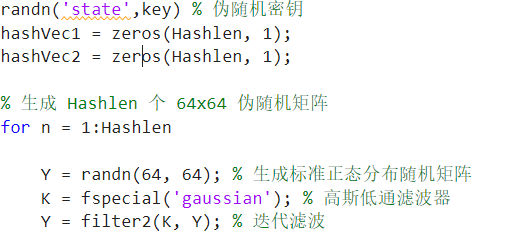 randn('state',key) % 伪随机密钥
hashVec1 = zeros(Hashlen, 1);
hashVec2 = zeros(Hashlen, 1);
% 生成 Hashlen 个 64x64 伪随机矩阵
for n = 1:Hashlen
Y = randn(64, 64); % 生成标准正态分布随机矩阵
K = fspecial('gaussian'); % 高斯低通滤波器
Y = filter2(K, Y); % 迭代滤波